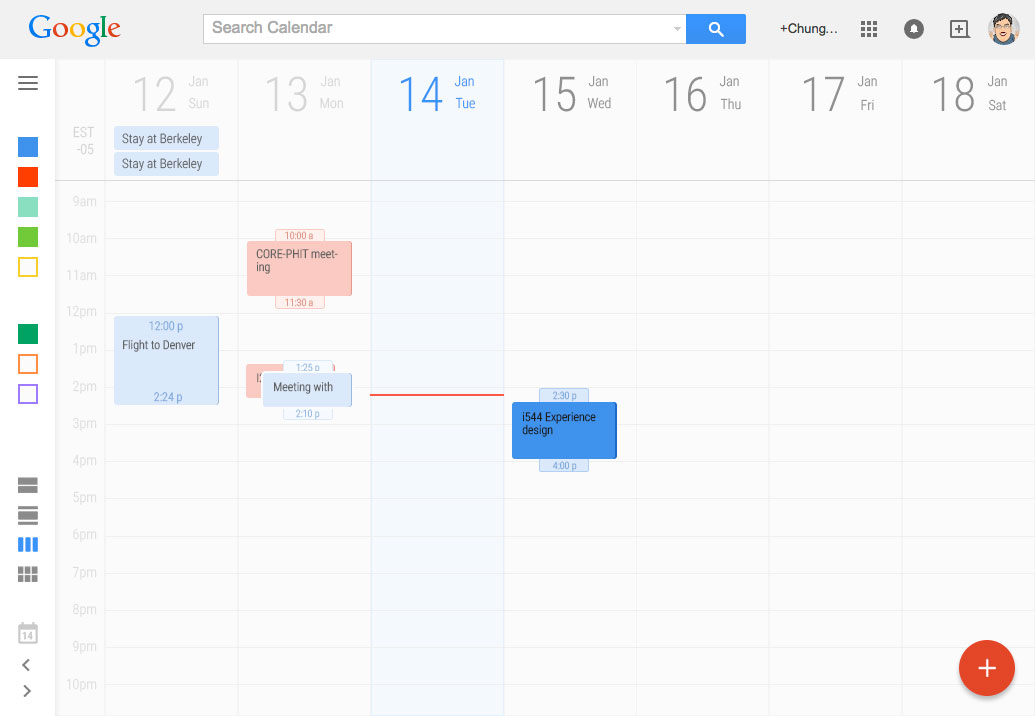 Google
Search Calendar
+Chung...
12 Jan Sun
13 Jan Mon
14 Jan Tue
15 Jan Wed
16 Jan Thu
17 Jan Fri
18 Jan Sat
EST
-05
Stay at Berkeley
Stay at Berkeley
9am
10am
11am
12pm
1pm
2pm
3pm
4pm
5pm
6pm
7pm
8pm
9pm
10pm
12:00 p
Flight to Denver
2:24 p
10:00 a
CORE-PHIT meet-
ing
11:30 a
1:25 p
Meeting with
2:10 p
2:30 p
i544 Experience
design
4:00 p
14